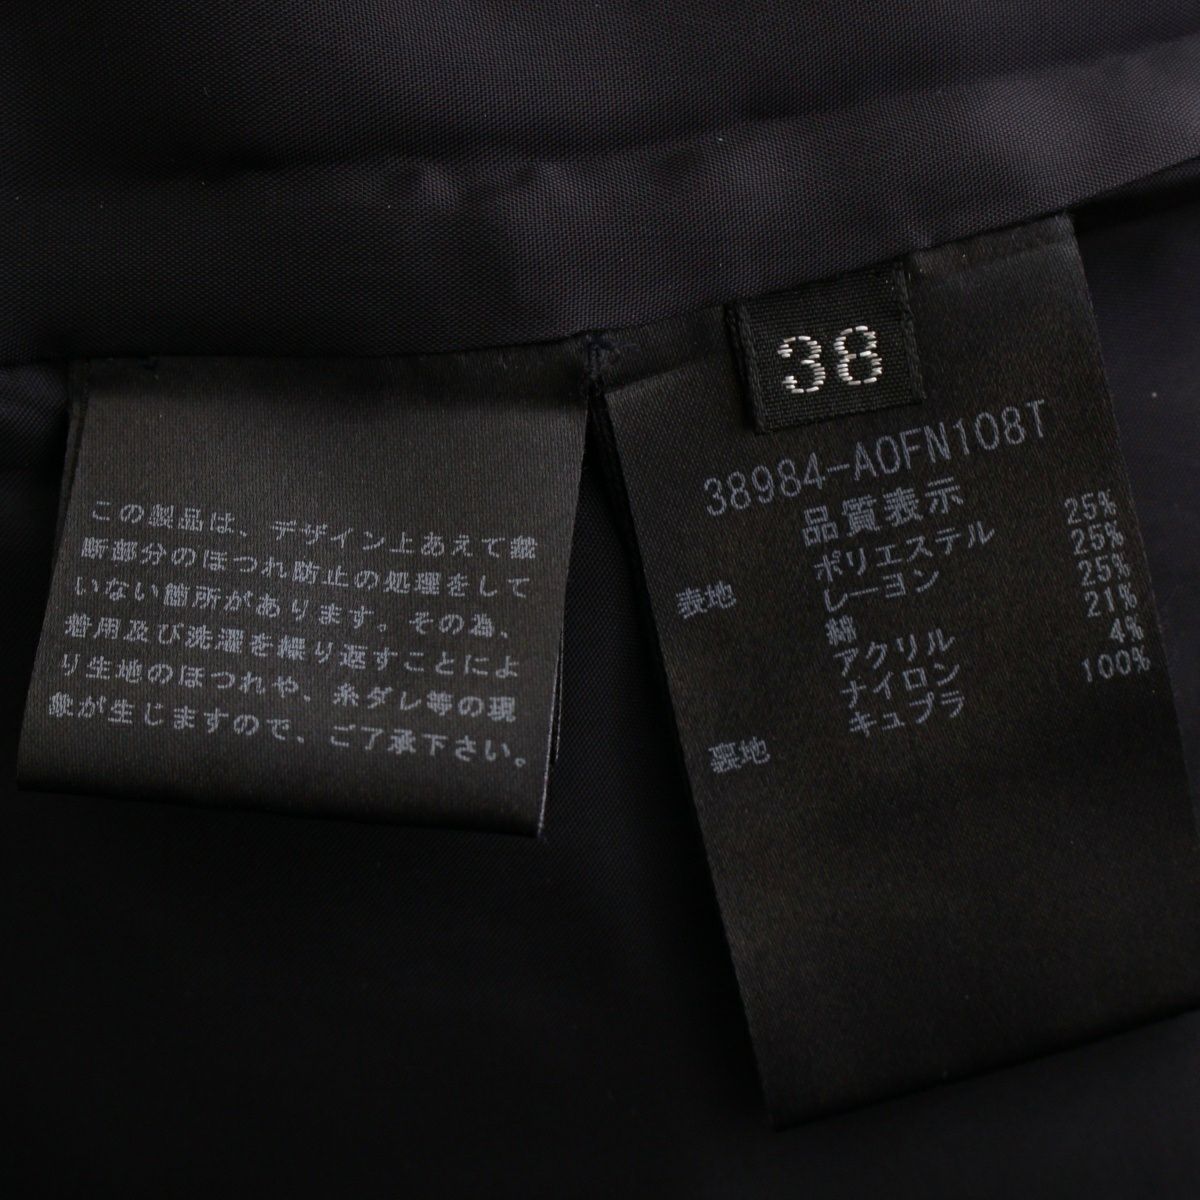 この製品は、デザイン上あえて裁
断部分のほつれ防止の処理をして
いない箇所があります。その為、
着用及び洗濯を繰り返すことによ
り生地のほつれや、糸ダレ等の現
象が生じますので、ご了承下さい。
38
38984-A0FN108T
品質表示
表地 ポリエステル 25%
レーヨン 25%
綿 25%
アクリル 21%
ナイロン 4%
裏地 キュプラ 100%